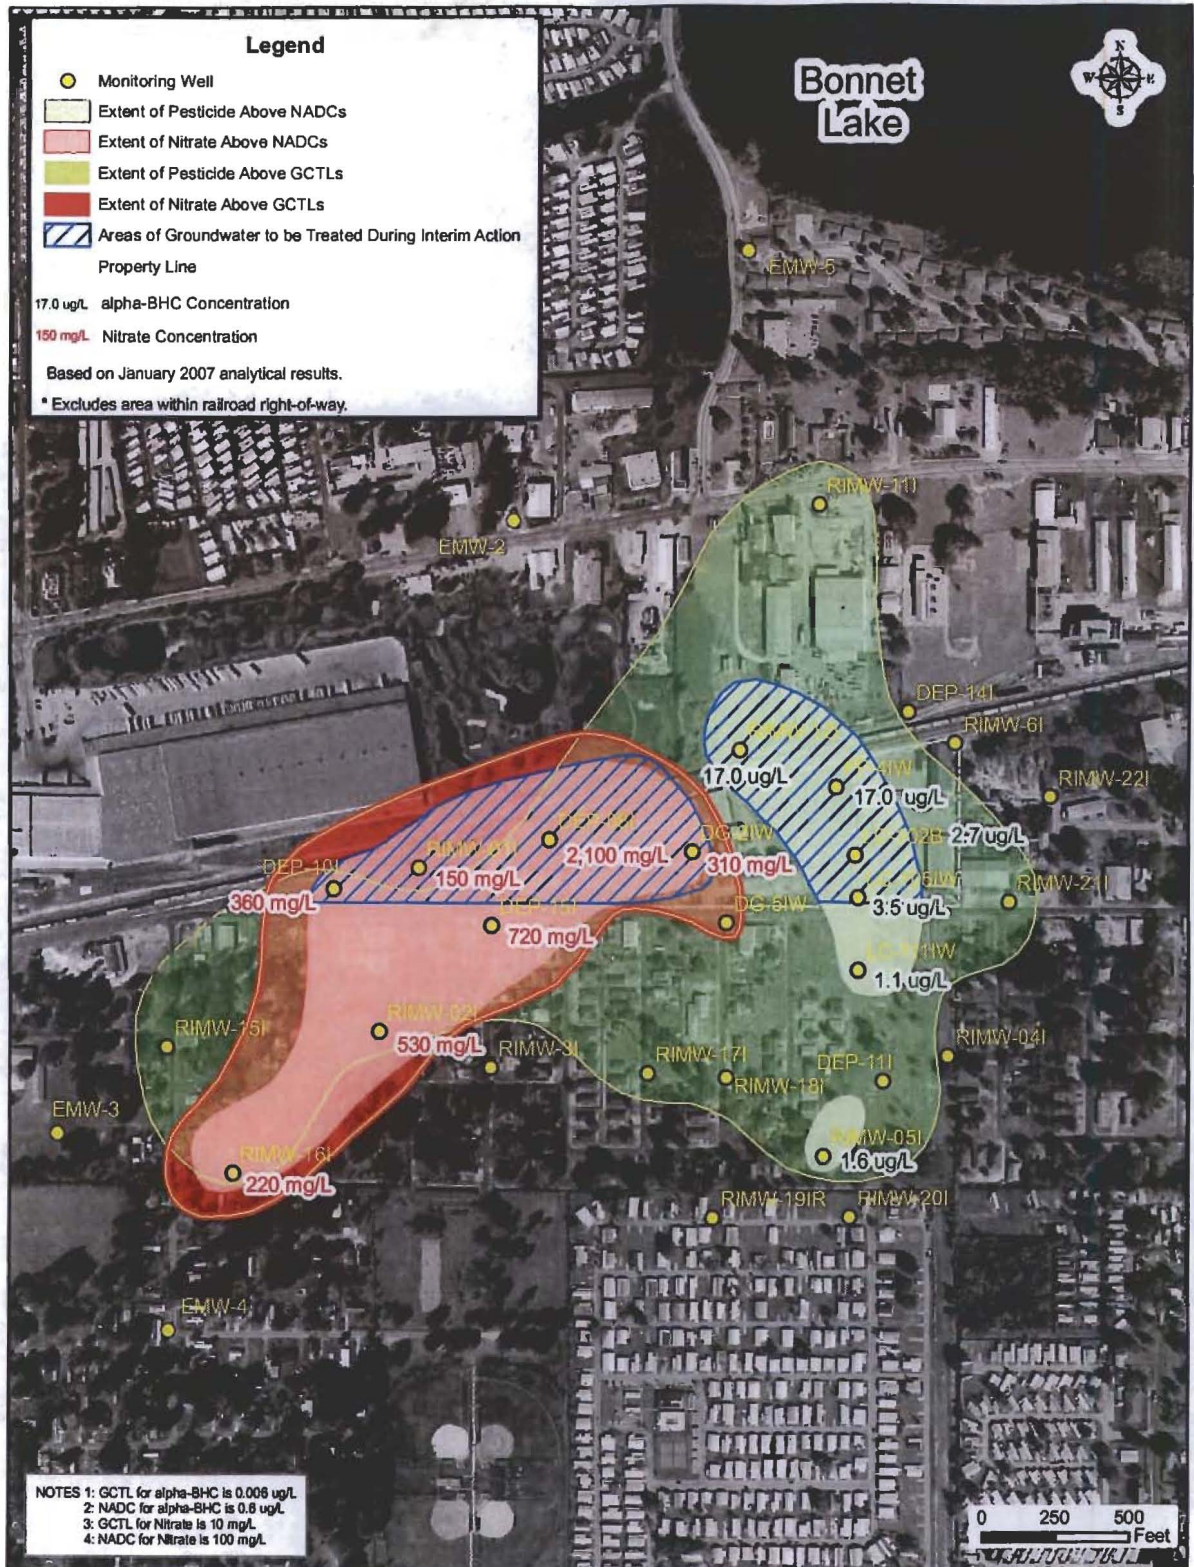 Legend
Monitoring Well
Extent of Pesticide Above NADCs
Extent of Nitrate Above NADCs
Extent of Pesticide Above GCTLs
Extent of Nitrate Above GCTLs
Areas of Groundwater to be Treated During Interim Action
Property Line
17.0 ug/L alpha-BHC Concentration
150 mg/L Nitrate Concentration
Based on January 2007 analytical results.
* Excludes area within railroad right-of-way.
Bonnet
Lake
N
W E
S
EMW-5
RIMW-11I
EMW-2
DEP-14I
RIMW-6I
17.0 ug/L
17.0 ug/L
RIMW-22I
2.7 ug/L
2,100 mg/L
310 mg/L
150 mg/L
DEP-10I
360 mg/L
DEP-15I
720 mg/L
DG-5IW
3.5 ug/L
RIMW-21I
1.1 ug/L
RIMW-02I
530 mg/L
RIMW-15I
RIMW-3I
RIMW-17I
RIMW-18I
DEP-11I
RIMW-04I
EMW-3
RIMW-05I
1.6 ug/L
RIMW-16I
220 mg/L
RIMW-19IR
RIMW-20I
EMW-4
NOTES 1: GCTL for alpha-BHC is 0.006 ug/L
2: NADC for alpha-BHC is 0.6 ug/L
3: GCTL for Nitrate is 10 mg/L
4: NADC for Nitrate is 100 mg/L
0 250 500
Feet